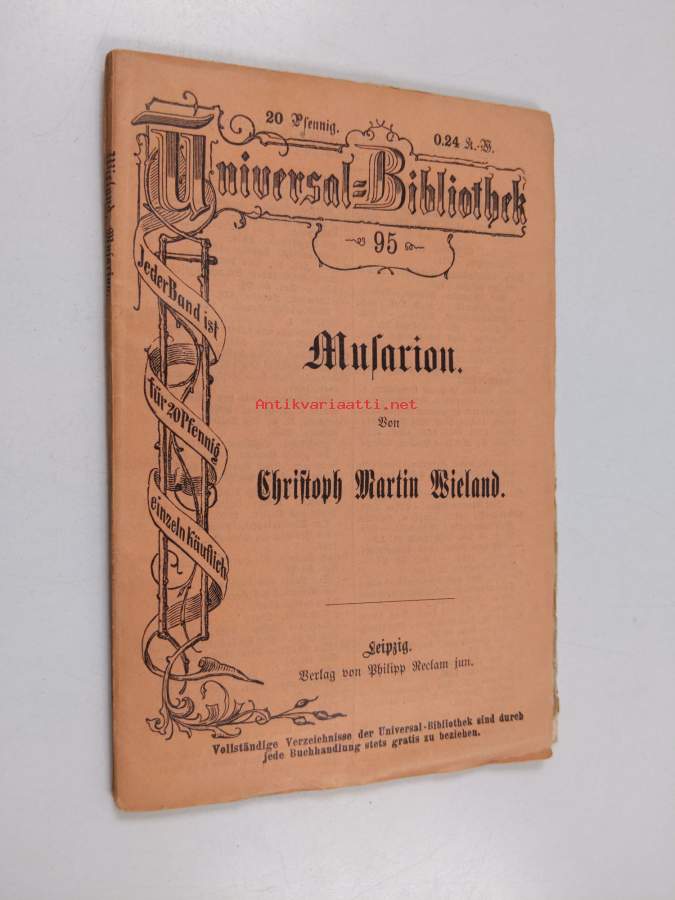 20 Pfennig. 0.24 K.-W.
Universal=Bibliothek
95
Jeder Band ist
für 20 Pfennig
einzeln käuflich
Muſarion.
Antikvariaatti.net
Von
Chriſtoph Martin Wieland.
Leipzig.
Verlag von Philipp Reclam jun.
Vollständige Verzeichnisse der Universal-Bibliothek sind durch
jede Buchhandlung stets gratis zu beziehen.
Wieland, Muſarion